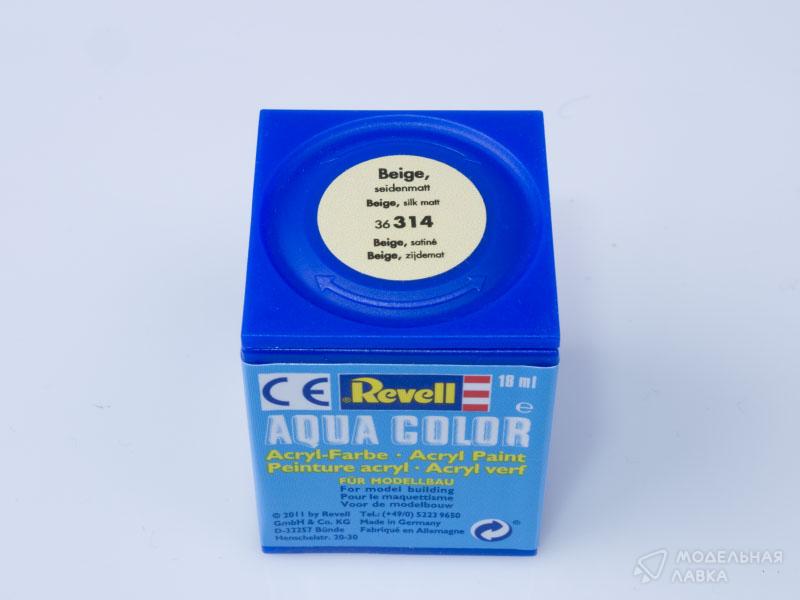 Beige,
seidenmatt
Beige, silk matt
36 314
Beige, satiné
Beige, zijdemat
CE Revell 18 ml
e
AQUA COLOR
Acryl-Farbe · Acryl Paint
Peinture acryl · Acryl verf
FÜR MODELLBAU
For model building
Pour le maquettisme
Voor de modelbouw
© 2011 by Revell Tel.: (+49/0) 5223 9650
GmbH & Co. KG Made in Germany
D-32257 Bünde Fabriqué en Allemagne
Henschelstr. 20-30
МОДЕЛЬНАЯ
ЛАВКА